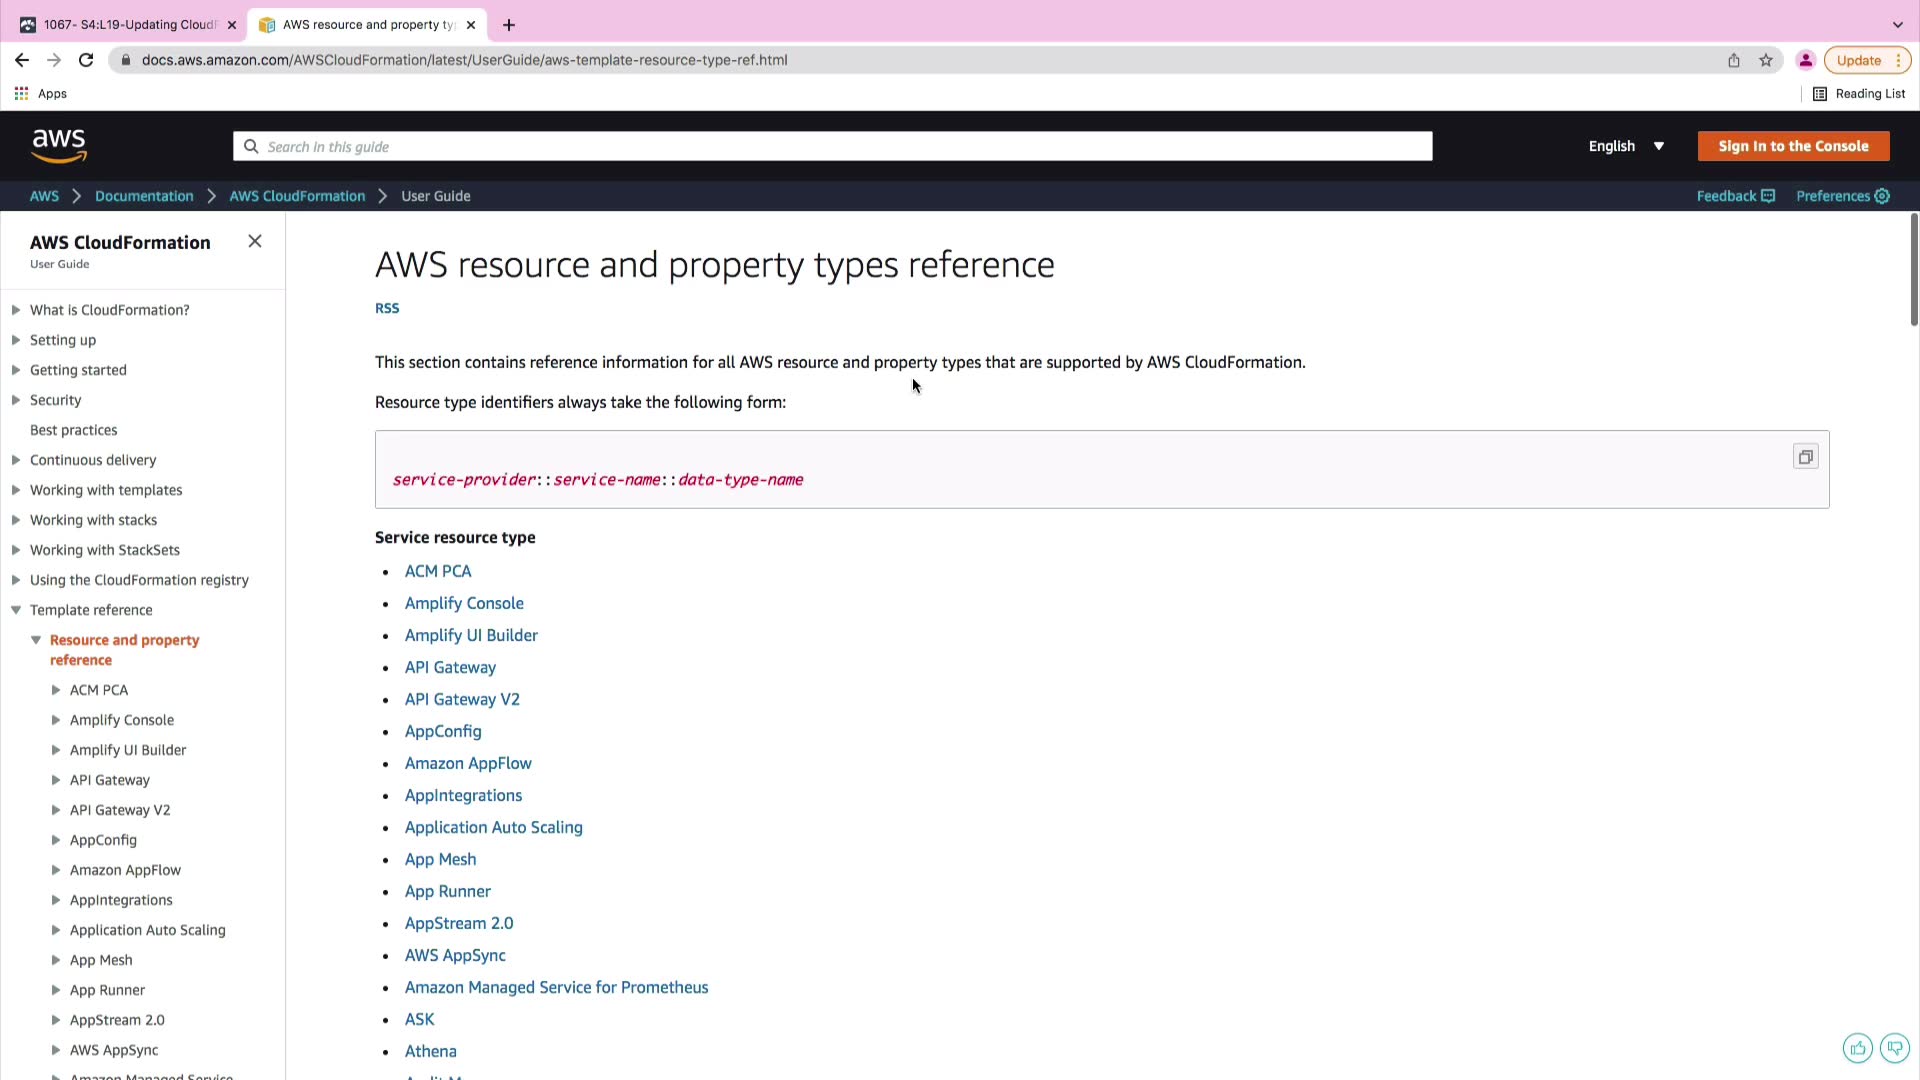 1067- S4:L19-Updating CloudF
AWS resource and property ty
docs.aws.amazon.com/AWSCloudFormation/latest/UserGuide/aws-template-resource-type-ref.html
Update
Apps
Reading List
aws
Search in this guide
English
Sign In to the Console
AWS
Documentation
AWS CloudFormation
User Guide
Feedback
Preferences
AWS CloudFormation
User Guide
What is CloudFormation?
Setting up
Getting started
Security
Best practices
Continuous delivery
Working with templates
Working with stacks
Working with StackSets
Using the CloudFormation registry
Template reference
Resource and property
reference
ACM PCA
Amplify Console
Amplify UI Builder
API Gateway
API Gateway V2
AppConfig
Amazon AppFlow
AppIntegrations
Application Auto Scaling
App Mesh
App Runner
AppStream 2.0
AWS AppSync
Amazon Managed Service
AWS resource and property types reference
RSS
This section contains reference information for all AWS resource and property types that are supported by AWS CloudFormation.
Resource type identifiers always take the following form:
service-provider::service-name::data-type-name
Service resource type
ACM PCA
Amplify Console
Amplify UI Builder
API Gateway
API Gateway V2
AppConfig
Amazon AppFlow
AppIntegrations
Application Auto Scaling
App Mesh
App Runner
AppStream 2.0
AWS AppSync
Amazon Managed Service for Prometheus
ASK
Athena